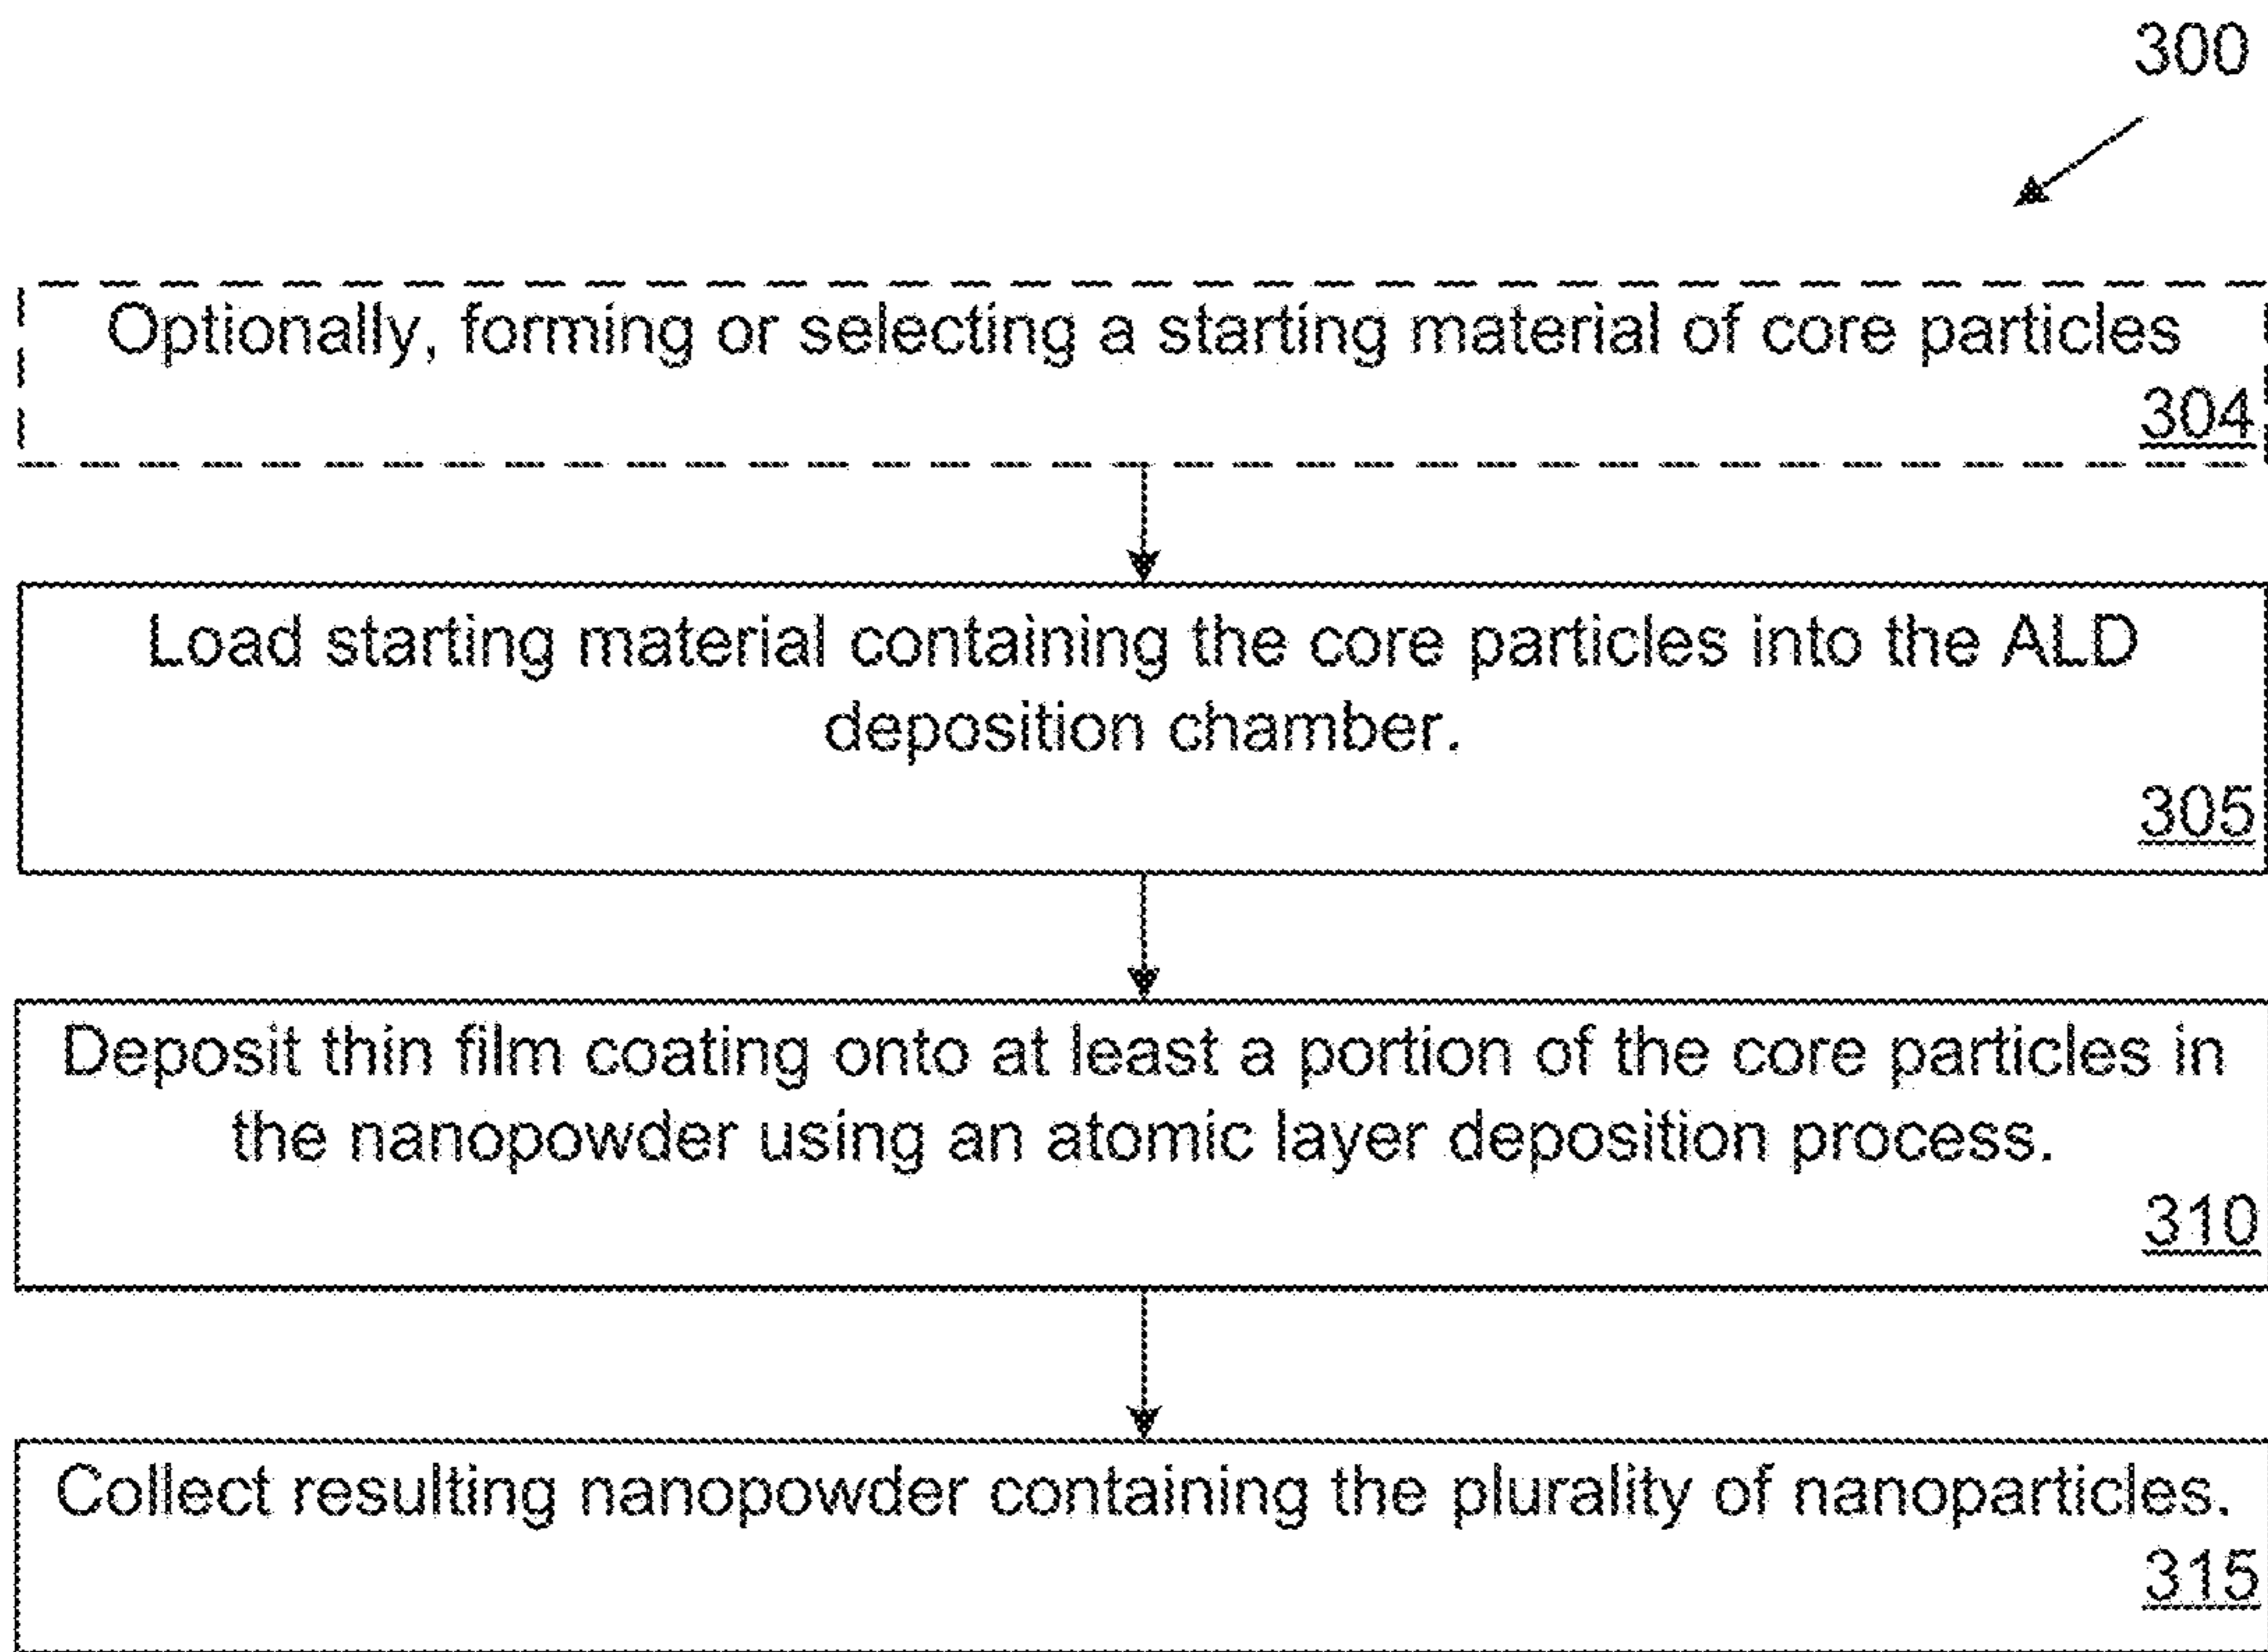 300
Optionally, forming or selecting a starting material of core particles
304
Load starting material containing the core particles into the ALD
deposition chamber.
305
Deposit thin film coating onto at least a portion of the core particles in
the nanopowder using an atomic layer deposition process.
310
Collect resulting nanopowder containing the plurality of nanoparticles.
315